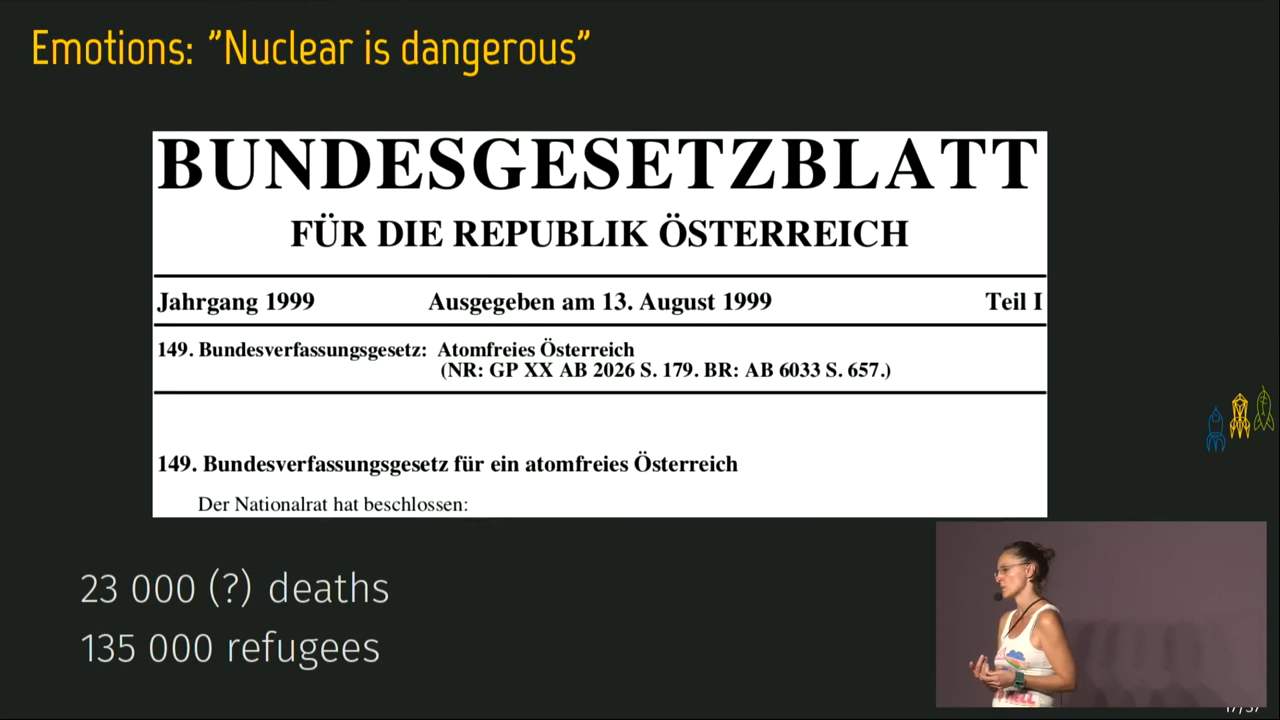 Emotions: "Nuclear is dangerous"
BUNDESGESETZBLATT
FÜR DIE REPUBLIK ÖSTERREICH
Jahrgang 1999 Ausgegeben am 13. August 1999 Teil I
149. Bundesverfassungsgesetz: Atomfreies Österreich
(NR: GP XX AB 2026 S. 179. BR: AB 6033 S. 657.)
149. Bundesverfassungsgesetz für ein atomfreies Österreich
Der Nationalrat hat beschlossen:
23 000 (?) deaths
135 000 refugees